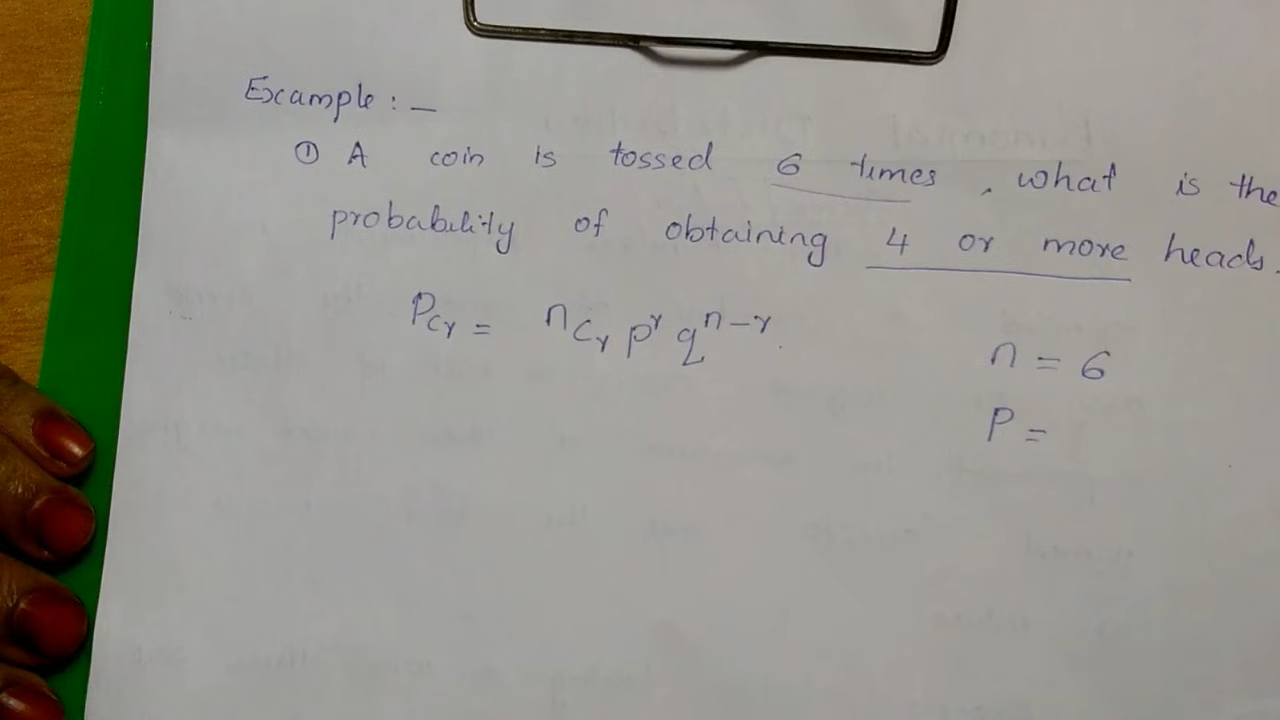 Example : —
① A coin is tossed 6 times, what is the
probability of obtaining 4 or more heads.
PCr = nCr p^r q^n-r
n = 6
P =